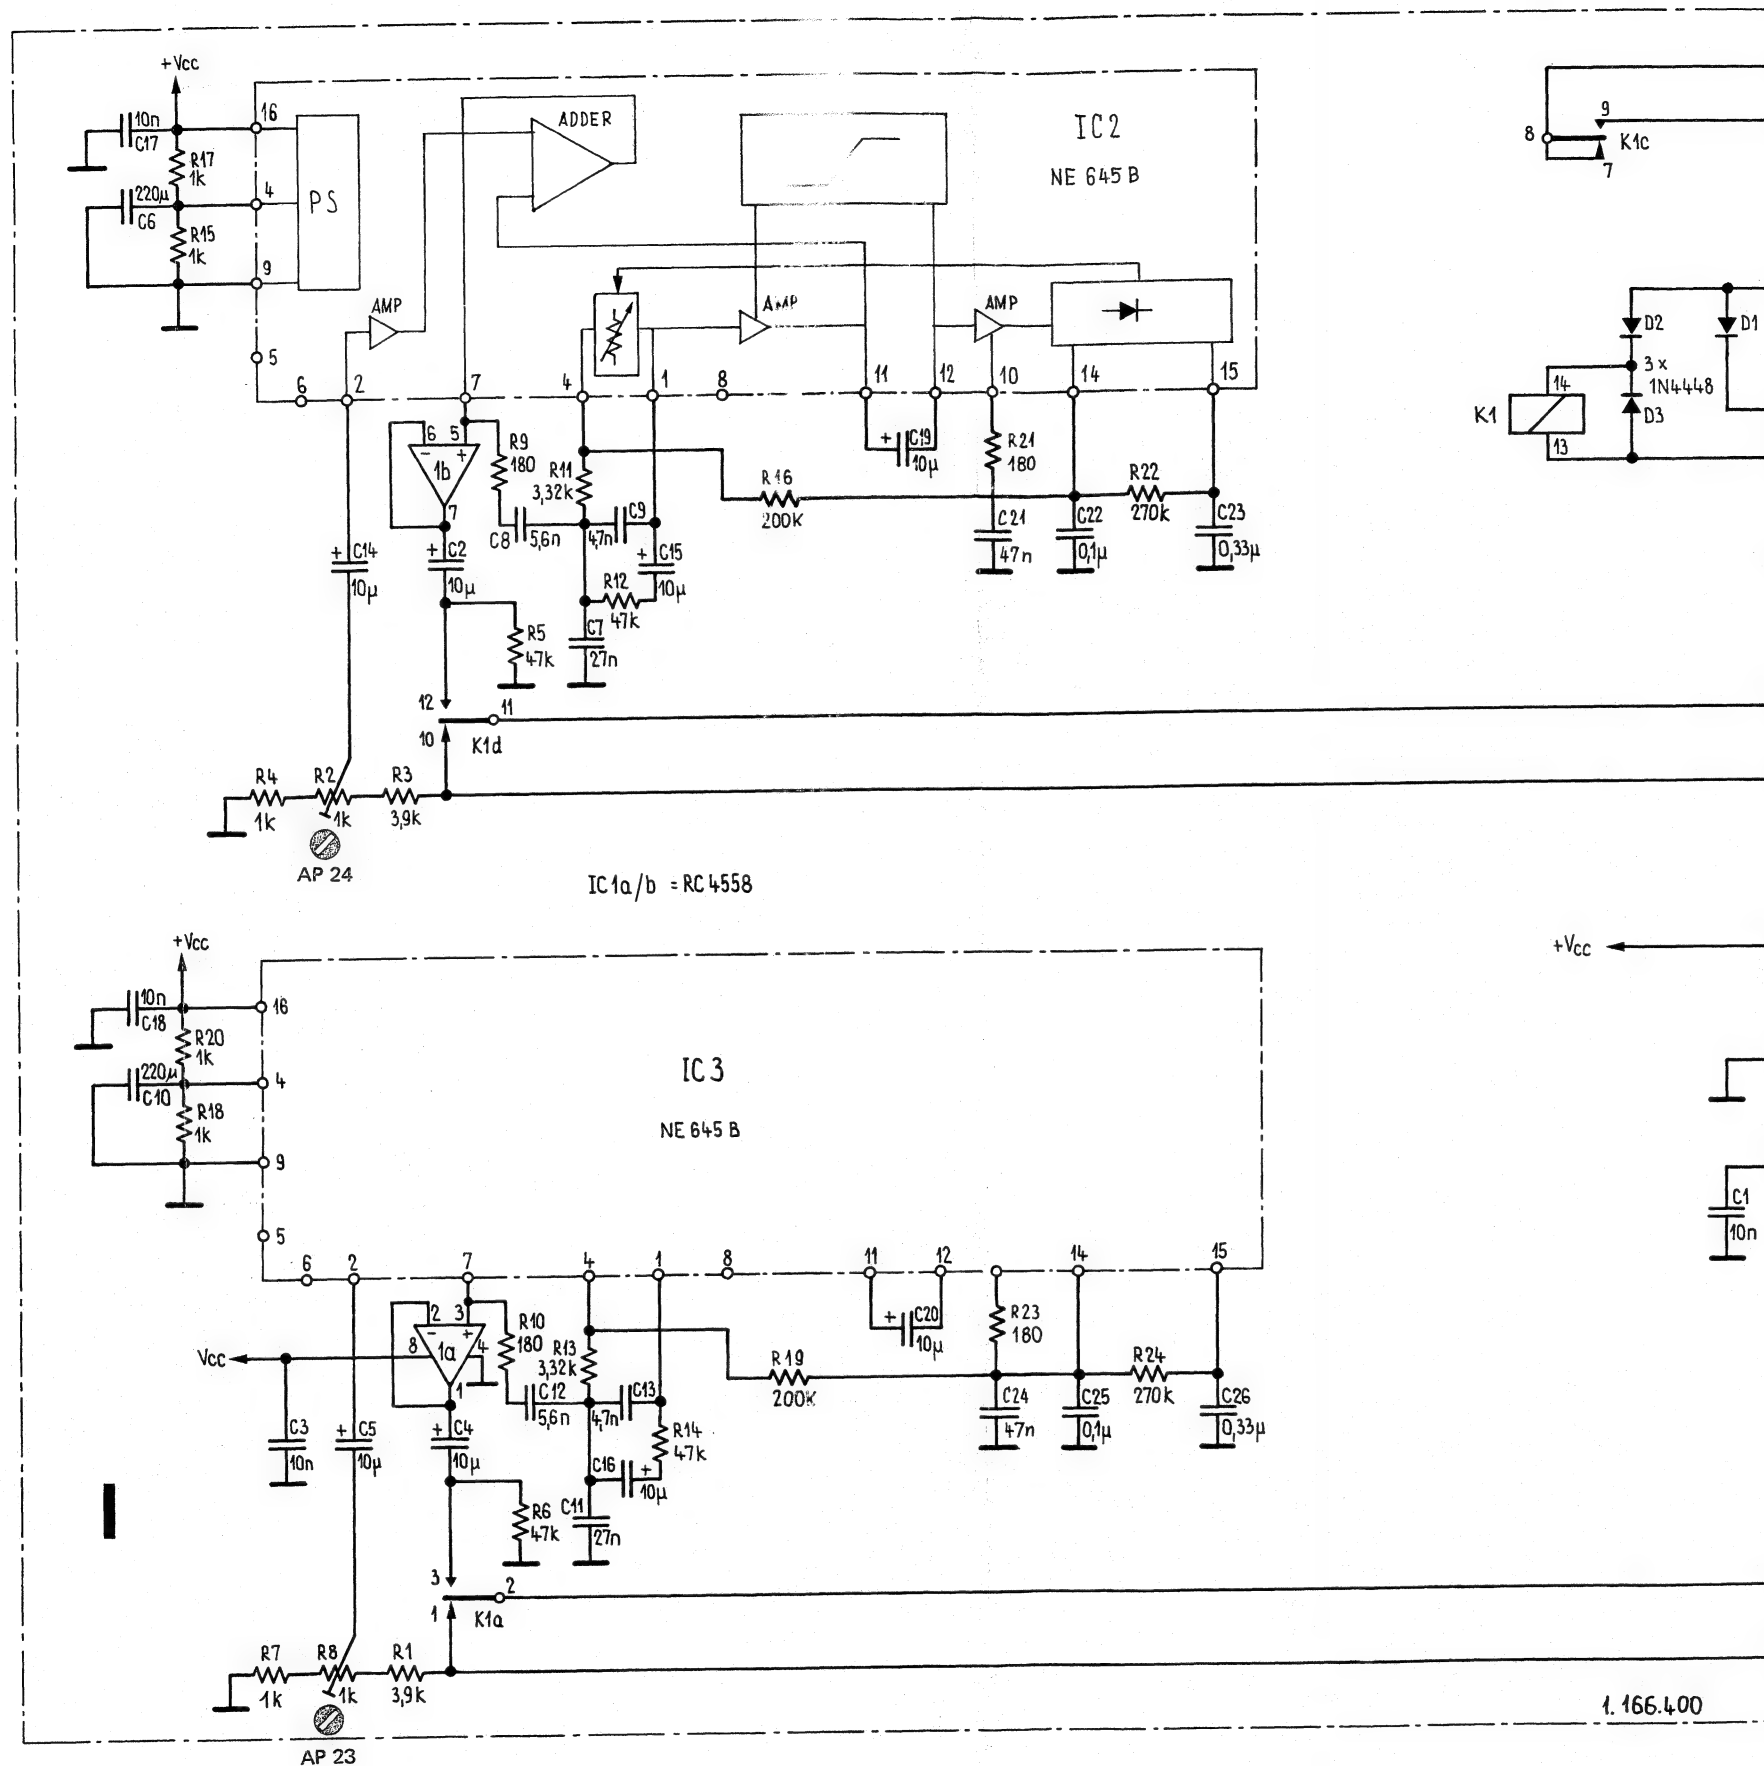 +Vcc
10n
C17
R17
1k
220µ
C6
R15
1k
16
4
9
5
PS
ADDER
IC2
NE 645 B
AMP
AMP
AMP
6
2
7
4
1
8
11
12
10
14
15
8
9
7
K1c
D2
D1
3x
1N4448
D3
K1
14
13
6
5
−
+
1b
7
R9
180
R11
3,32k
C9
4,7n
C8
5,6n
+
C14
10µ
+
C2
10µ
+
C15
10µ
R12
47k
C7
27n
R5
47k
+
C19
10µ
R16
200K
R21
180
C21
47n
C22
0,1µ
R22
270k
C23
0,33µ
12
11
10
K1d
R4
1k
R2
1k
R3
3,9k
AP 24
IC1a/b = RC4558
+Vcc
+Vcc
10n
C18
R20
1k
220µ
C10
R18
1k
16
4
9
5
IC3
NE 645 B
6
2
7
4
1
8
11
12
14
15
Vcc
8
2
3
−
+
1a
4
1
R10
180
R13
3,32k
C12
5,6n
C13
4,7n
R14
47k
C3
10n
+
C5
10µ
+
C4
10µ
C16
+
10µ
C11
27n
R6
47k
+
C20
10µ
R19
200K
R23
180
C24
47n
C25
0,1µ
R24
270k
C26
0,33µ
C1
10n
3
2
1
K1a
R7
1k
R8
1k
R1
3,9k
AP 23
1.166.400